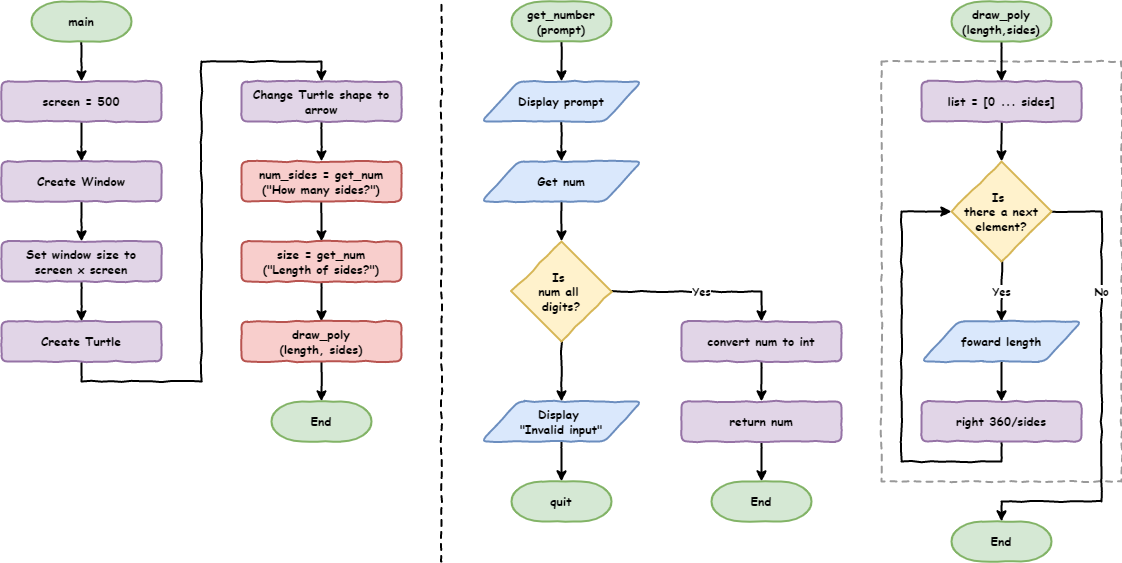 main
screen = 500
Create Window
Set window size to
screen x screen
Create Turtle
Change Turtle shape to
arrow
num_sides = get_num
("How many sides?")
size = get_num
("Length of sides?")
draw_poly
(length, sides)
End
get_number
(prompt)
Display prompt
Get num
Is
num all
digits?
Yes
convert num to int
return num
End
Display
"Invalid input"
quit
draw_poly
(length,sides)
list = [0 ... sides]
Is
there a next
element?
Yes
No
foward length
right 360/sides
End